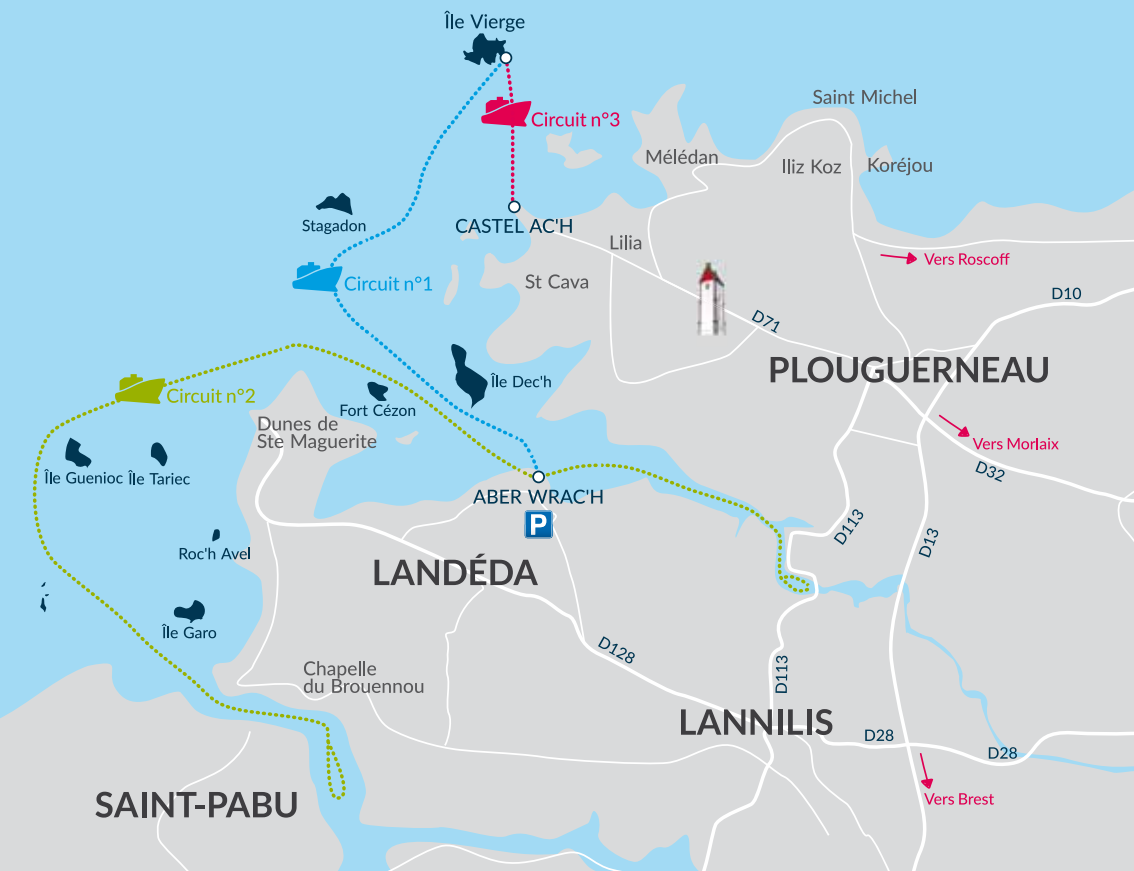 Île Vierge
Circuit n°3
Saint Michel
Mélédan
Iliz Koz
Koréjou
Stagadon
CASTEL AC'H
Lilia
Vers Roscoff
Circuit n°1
St Cava
D10
D71
PLOUGUERNEAU
Île Dec'h
Circuit n°2
Fort Cézon
Dunes de
Ste Maguerite
Vers Morlaix
D32
Île Guenioc
Île Tariec
ABER WRAC'H
P
D113
D13
Roc'h Avel
LANDÉDA
Île Garo
D128
Chapelle
du Brouennou
D113
LANNILIS
D28
D28
SAINT-PABU
Vers Brest